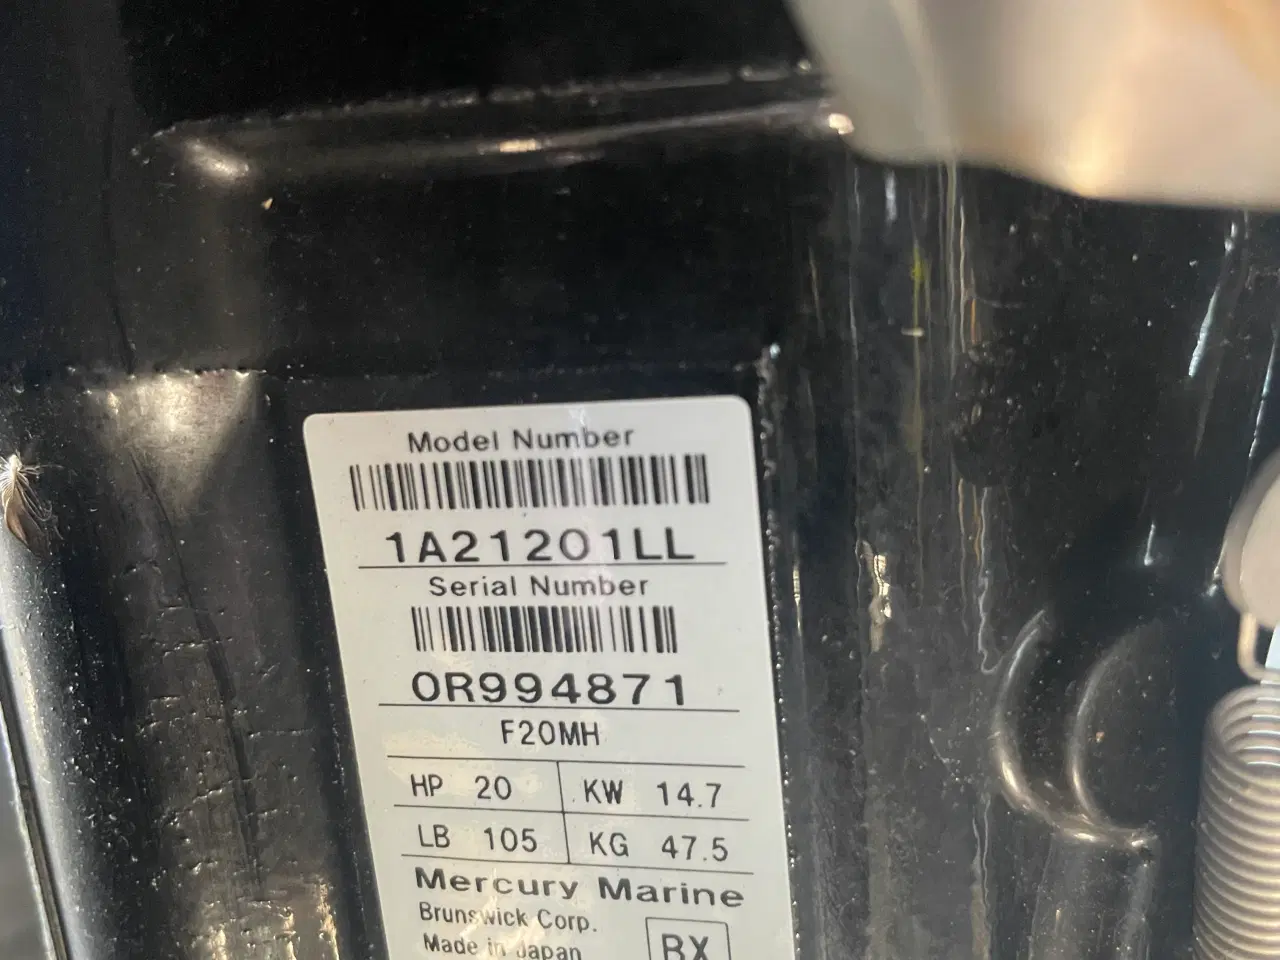 Model Number
1A21201LL
Serial Number
0R994871
F20MH
HP 20 KW 14.7
LB 105 KG 47.5
Mercury Marine
Brunswick Corp.
Made in Japan
BX